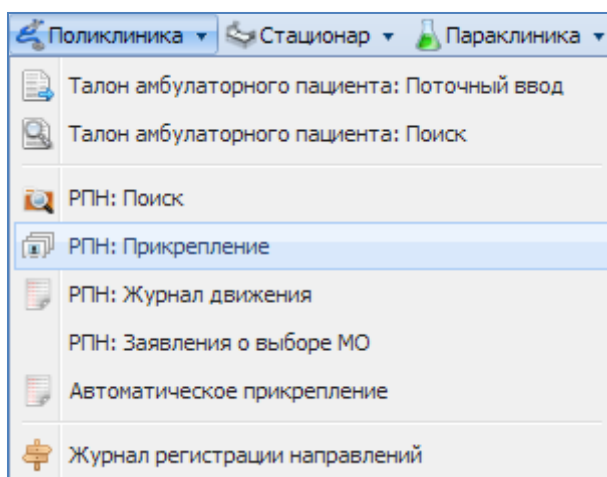 Поликлиника Стационар Параклиника
Талон амбулаторного пациента: Поточный ввод
Талон амбулаторного пациента: Поиск
РПН: Поиск
РПН: Прикрепление
РПН: Журнал движения
РПН: Заявления о выборе МО
Автоматическое прикрепление
Журнал регистрации направлений